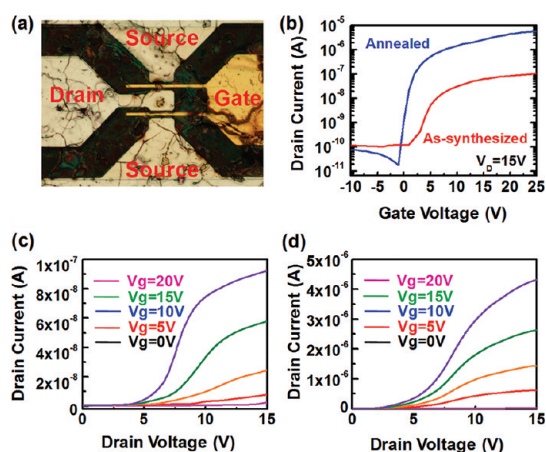 (a)
Source
Drain
Gate
Source
(b)
Drain Current (A)
10-5
10-6
10-7
10-8
10-9
10-10
10-11
Annealed
As-synthesized
VD=15V
-10 -5 0 5 10 15 20 25
Gate Voltage (V)
(c)
Drain Current (A)
1x10-7
8x10-8
6x10-8
4x10-8
2x10-8
0
Vg=20V
Vg=15V
Vg=10V
Vg=5V
Vg=0V
0 5 10 15
Drain Voltage (V)
(d)
Drain Current (A)
5x10-6
4x10-6
3x10-6
2x10-6
1x10-6
0
Vg=20V
Vg=15V
Vg=10V
Vg=5V
Vg=0V
0 5 10 15
Drain Voltage (V)